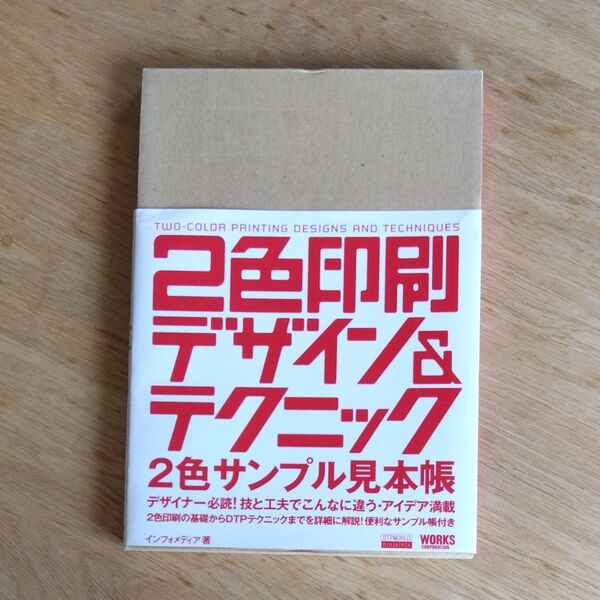 TWO-COLOR PRINTING DESIGNS AND TECHNIQUES
2色印刷
デザイン&
テクニック
2色サンプル見本帳
デザイナー必読!技と工夫でこんなに違う・アイデア満載
2色印刷の基礎からDTPテクニックまでを詳細に解説!便利なサンプル帳付き
インフォメディア 著
DTPWORLD
BOOKS
WORKS
CORPORATION